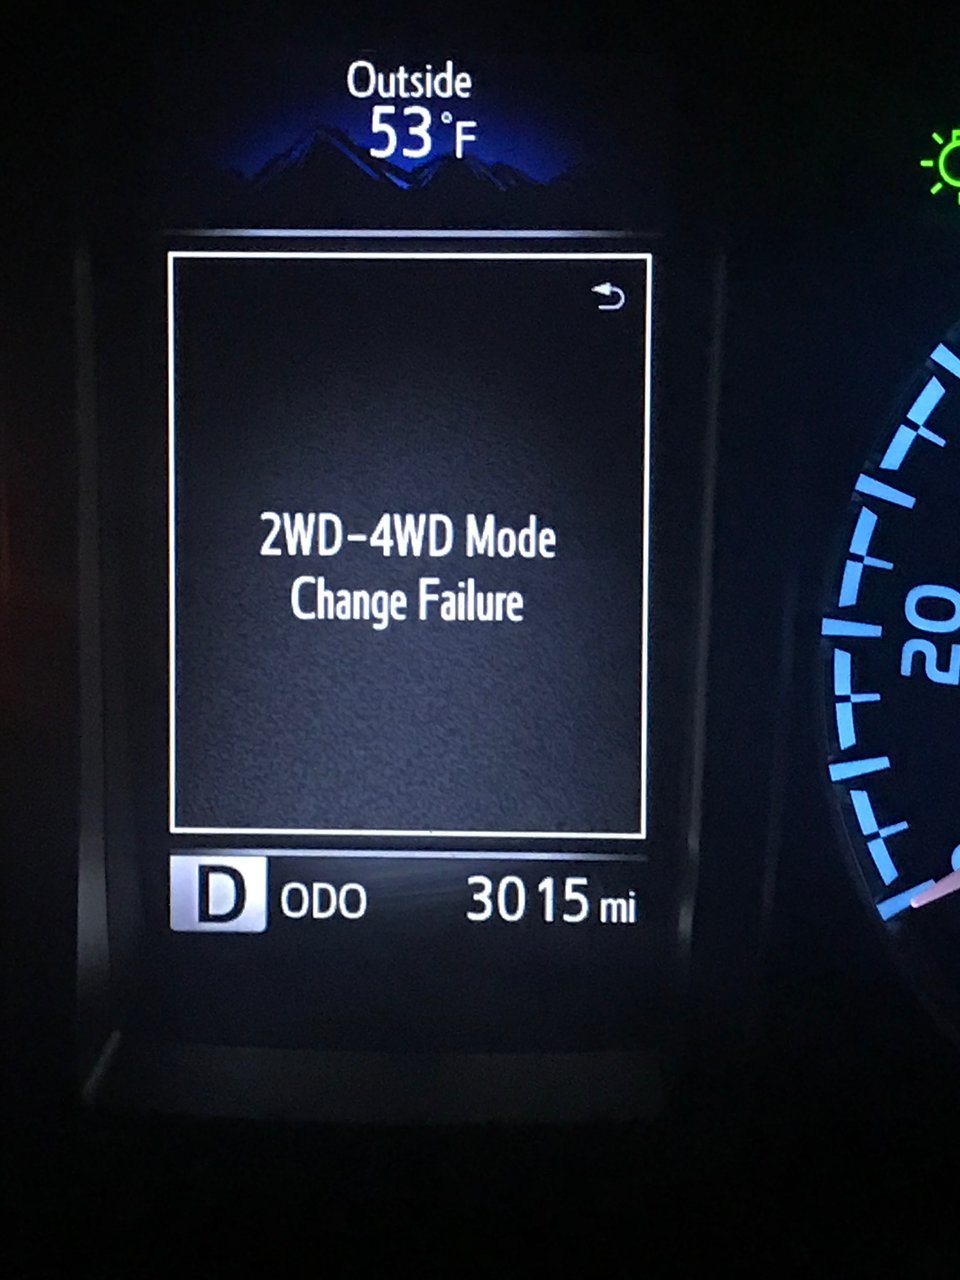 Outside
53°F
2WD-4WD Mode
Change Failure
D ODO 3015 mi
20